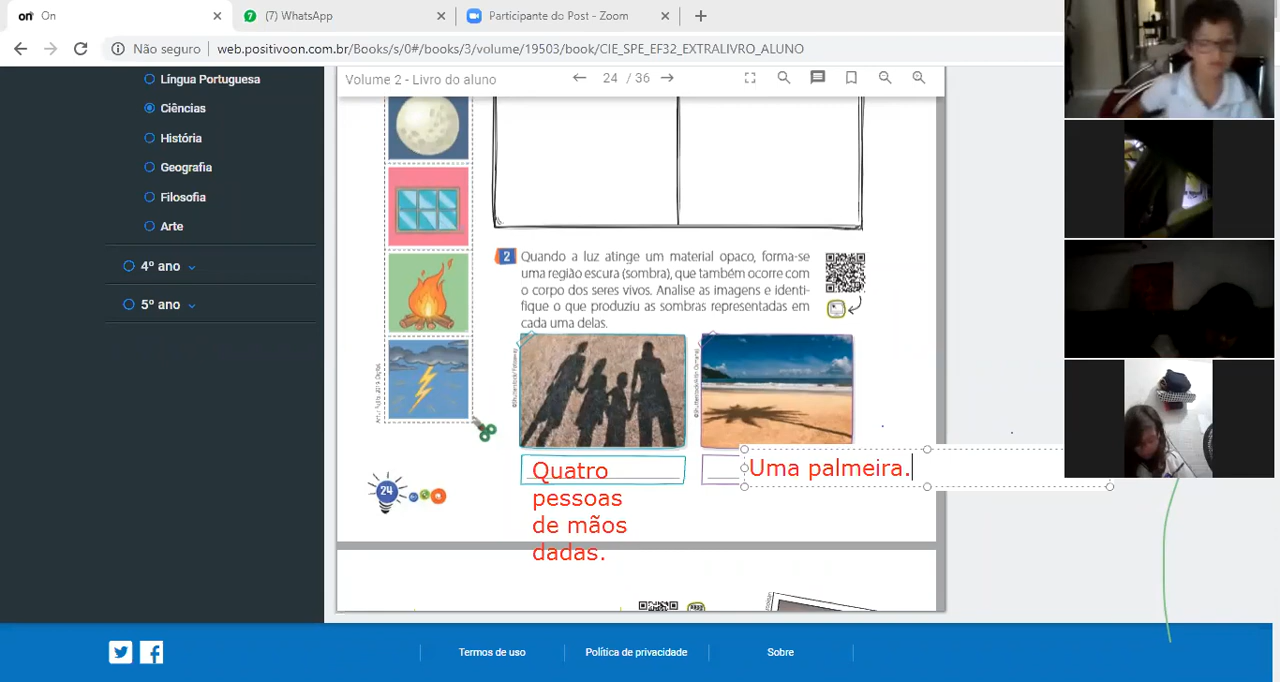 On
(7) WhatsApp
Participante do Post - Zoom
Não seguro
web.positivoon.com.br/Books/s/0#/books/3/volume/19503/book/CIE_SPE_EF32_EXTRALIVRO_ALUNO
Língua Portuguesa
Ciências
História
Geografia
Filosofia
Arte
4º ano
5º ano
Volume 2 - Livro do aluno
24 / 36
2 Quando a luz atinge um material opaco, forma-se
uma região escura (sombra), que também ocorre com
o corpo dos seres vivos. Analise as imagens e identi-
fique o que produziu as sombras representadas em
cada uma delas.
Quatro
pessoas
de mãos
dadas.
Uma palmeira.
24
Termos de uso
Política de privacidade
Sobre